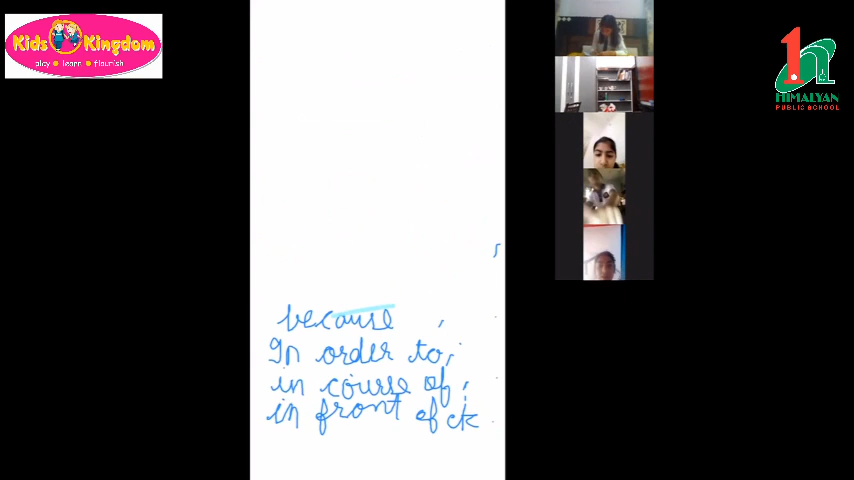 Kids Kingdom
play learn flourish
HIMALYAN
PUBLIC SCHOOL
because ,
In order to,
in course of ,
in front of etc